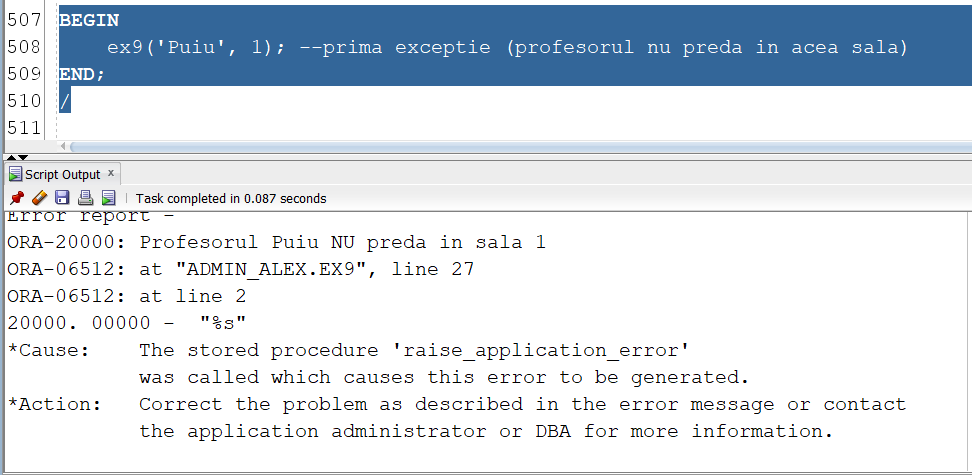 507 BEGIN
508     ex9('Puiu', 1); --prima exceptie (profesorul nu preda in acea sala)
509 END;
510 /
511
Script Output x
Task completed in 0.087 seconds
Error report -
ORA-20000: Profesorul Puiu NU preda in sala 1
ORA-06512: at "ADMIN_ALEX.EX9", line 27
ORA-06512: at line 2
20000. 00000 -  "%s"
*Cause:    The stored procedure 'raise_application_error'
           was called which causes this error to be generated.
*Action:   Correct the problem as described in the error message or contact
           the application administrator or DBA for more information.